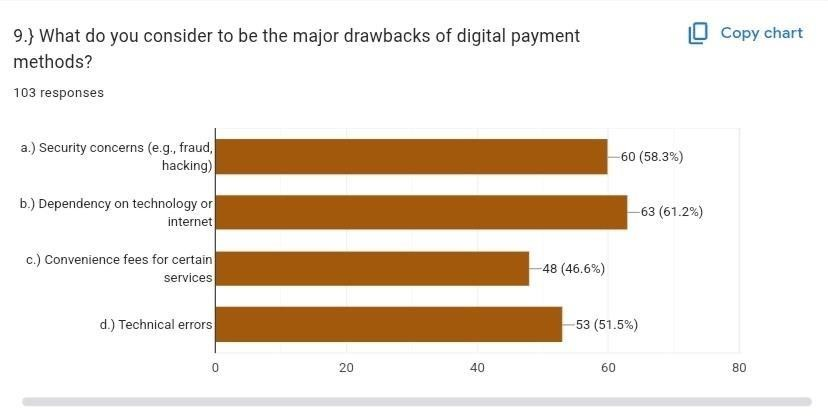 9.} What do you consider to be the major drawbacks of digital payment
methods?
Copy chart
103 responses
a.) Security concerns (e.g., fraud,
hacking)
60 (58.3%)
b.) Dependency on technology or
internet
63 (61.2%)
c.) Convenience fees for certain
services
48 (46.6%)
d.) Technical errors
53 (51.5%)
0 20 40 60 80